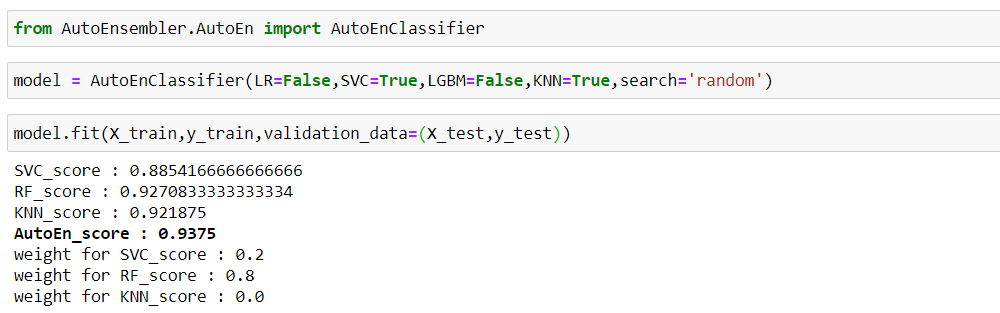 from AutoEnsembler.AutoEn import AutoEnClassifier
model = AutoEnClassifier(LR=False,SVC=True,LGBM=False,KNN=True,search='random')
model.fit(X_train,y_train,validation_data=(X_test,y_test))
SVC_score : 0.8854166666666666
RF_score : 0.9270833333333334
KNN_score : 0.921875
AutoEn_score : 0.9375
weight for SVC_score : 0.2
weight for RF_score : 0.8
weight for KNN_score : 0.0